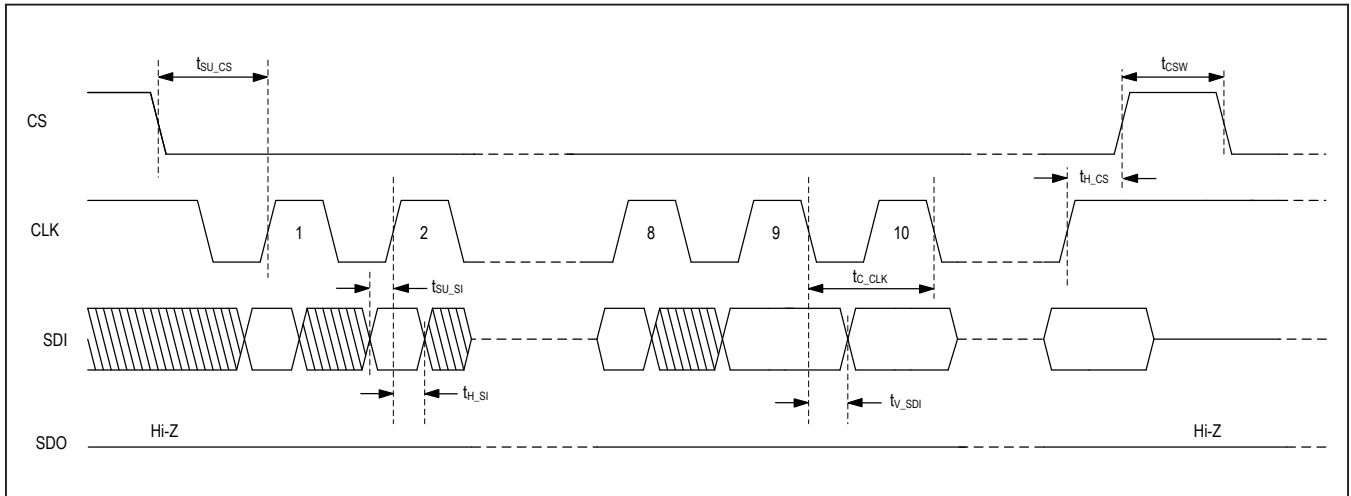 tSU_CS
tCSW
CS
tH_CS
CLK
1
2
8
9
10
tSU_SI
tC_CLK
SDI
tH_SI
tV_SDI
SDO
Hi-Z
Hi-Z